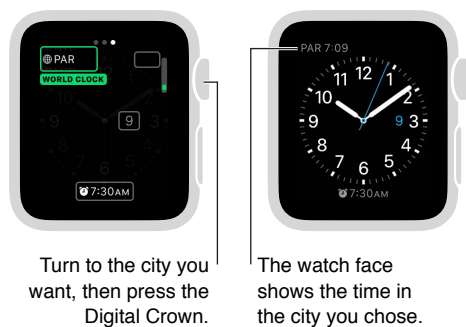 PAR
WORLD CLOCK
9
7:30AM
PAR 7:09
12
11
1
10
2
9
9
3
8
4
7
5
6
7:30AM
Turn to the city you
want, then press the
Digital Crown.
The watch face
shows the time in
the city you chose.